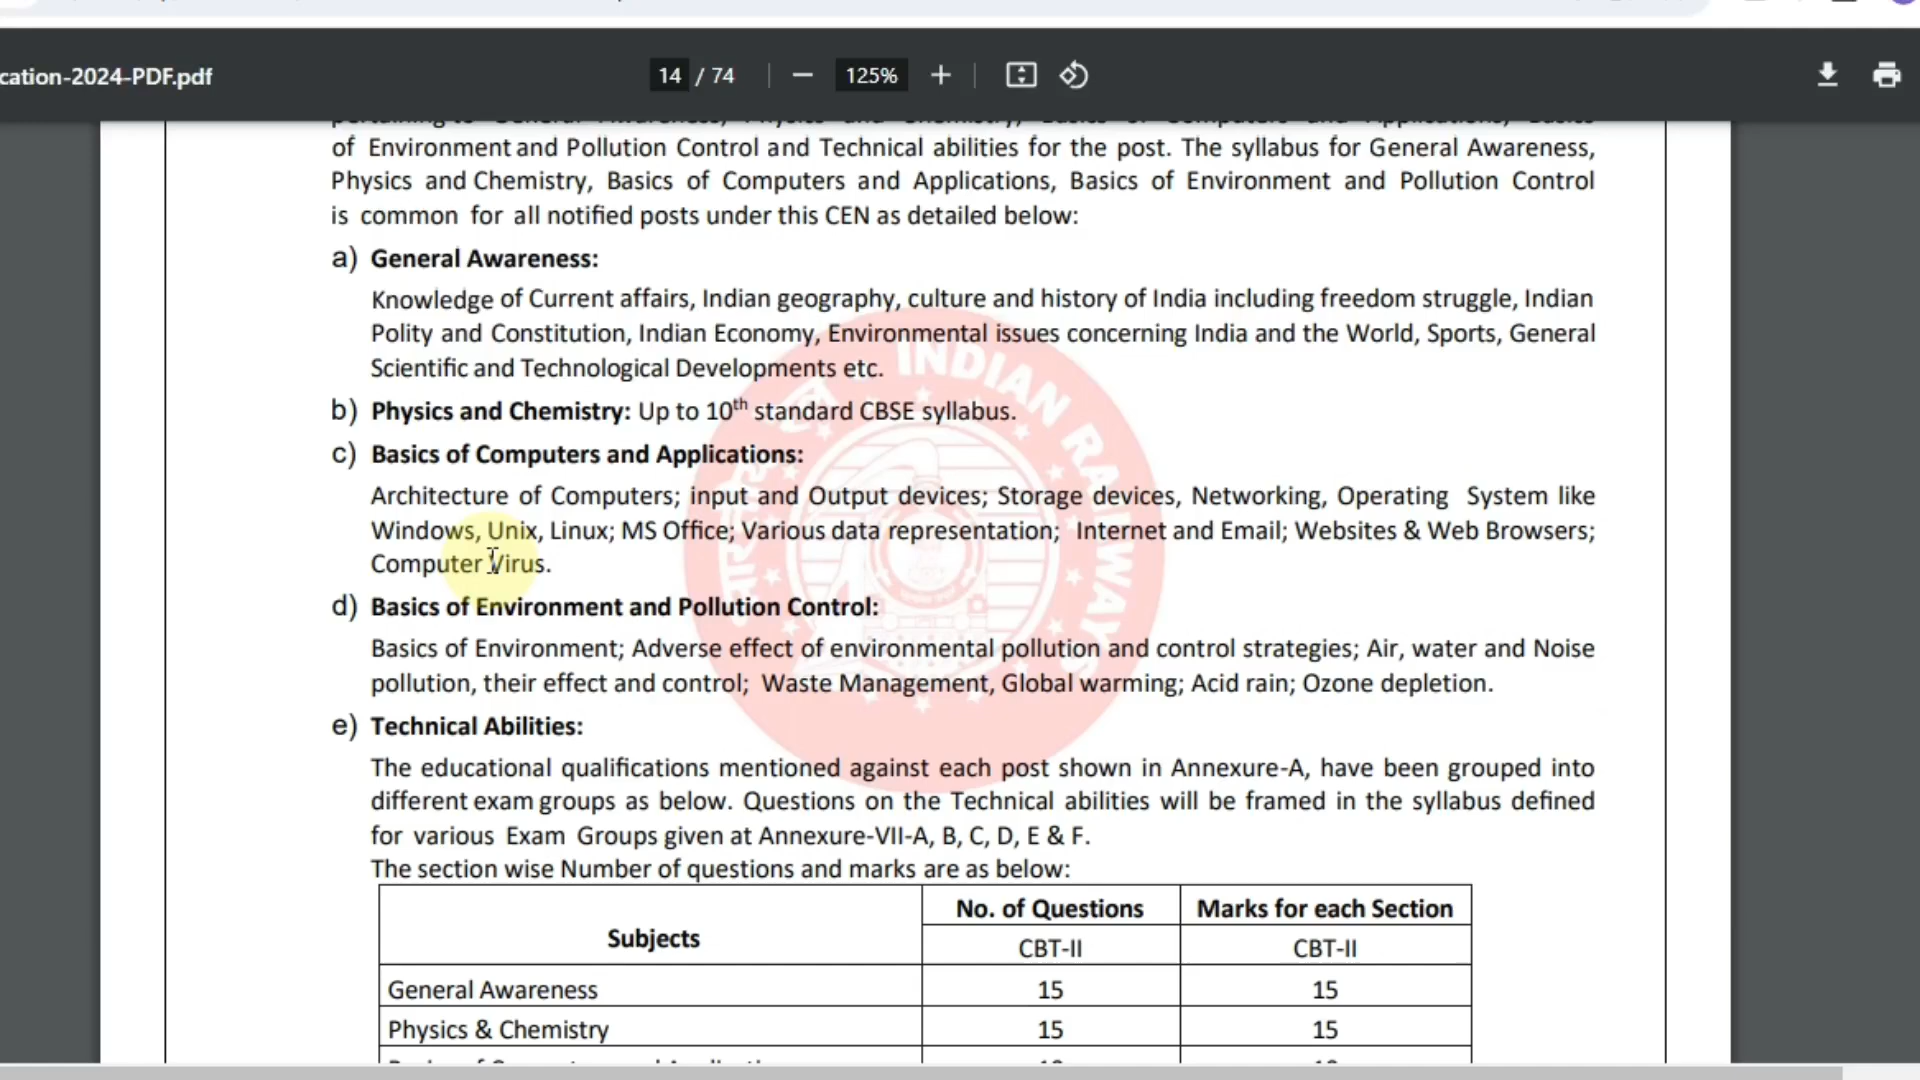 cation-2024-PDF.pdf
14 / 74
125%
of Environment and Pollution Control and Technical abilities for the post. The syllabus for General Awareness,
Physics and Chemistry, Basics of Computers and Applications, Basics of Environment and Pollution Control
is common for all notified posts under this CEN as detailed below:
a) General Awareness:
Knowledge of Current affairs, Indian geography, culture and history of India including freedom struggle, Indian
Polity and Constitution, Indian Economy, Environmental issues concerning India and the World, Sports, General
Scientific and Technological Developments etc.
b) Physics and Chemistry: Up to 10th standard CBSE syllabus.
c) Basics of Computers and Applications:
Architecture of Computers; input and Output devices; Storage devices, Networking, Operating System like
Windows, Unix, Linux; MS Office; Various data representation; Internet and Email; Websites & Web Browsers;
Computer Virus.
d) Basics of Environment and Pollution Control:
Basics of Environment; Adverse effect of environmental pollution and control strategies; Air, water and Noise
pollution, their effect and control; Waste Management, Global warming; Acid rain; Ozone depletion.
e) Technical Abilities:
The educational qualifications mentioned against each post shown in Annexure-A, have been grouped into
different exam groups as below. Questions on the Technical abilities will be framed in the syllabus defined
for various Exam Groups given at Annexure-VII-A, B, C, D, E & F.
The section wise Number of questions and marks are as below:
Subjects
No. of Questions
Marks for each Section
CBT-II
CBT-II
General Awareness
15
15
Physics & Chemistry
15
15
INDIAN RAILWAYS